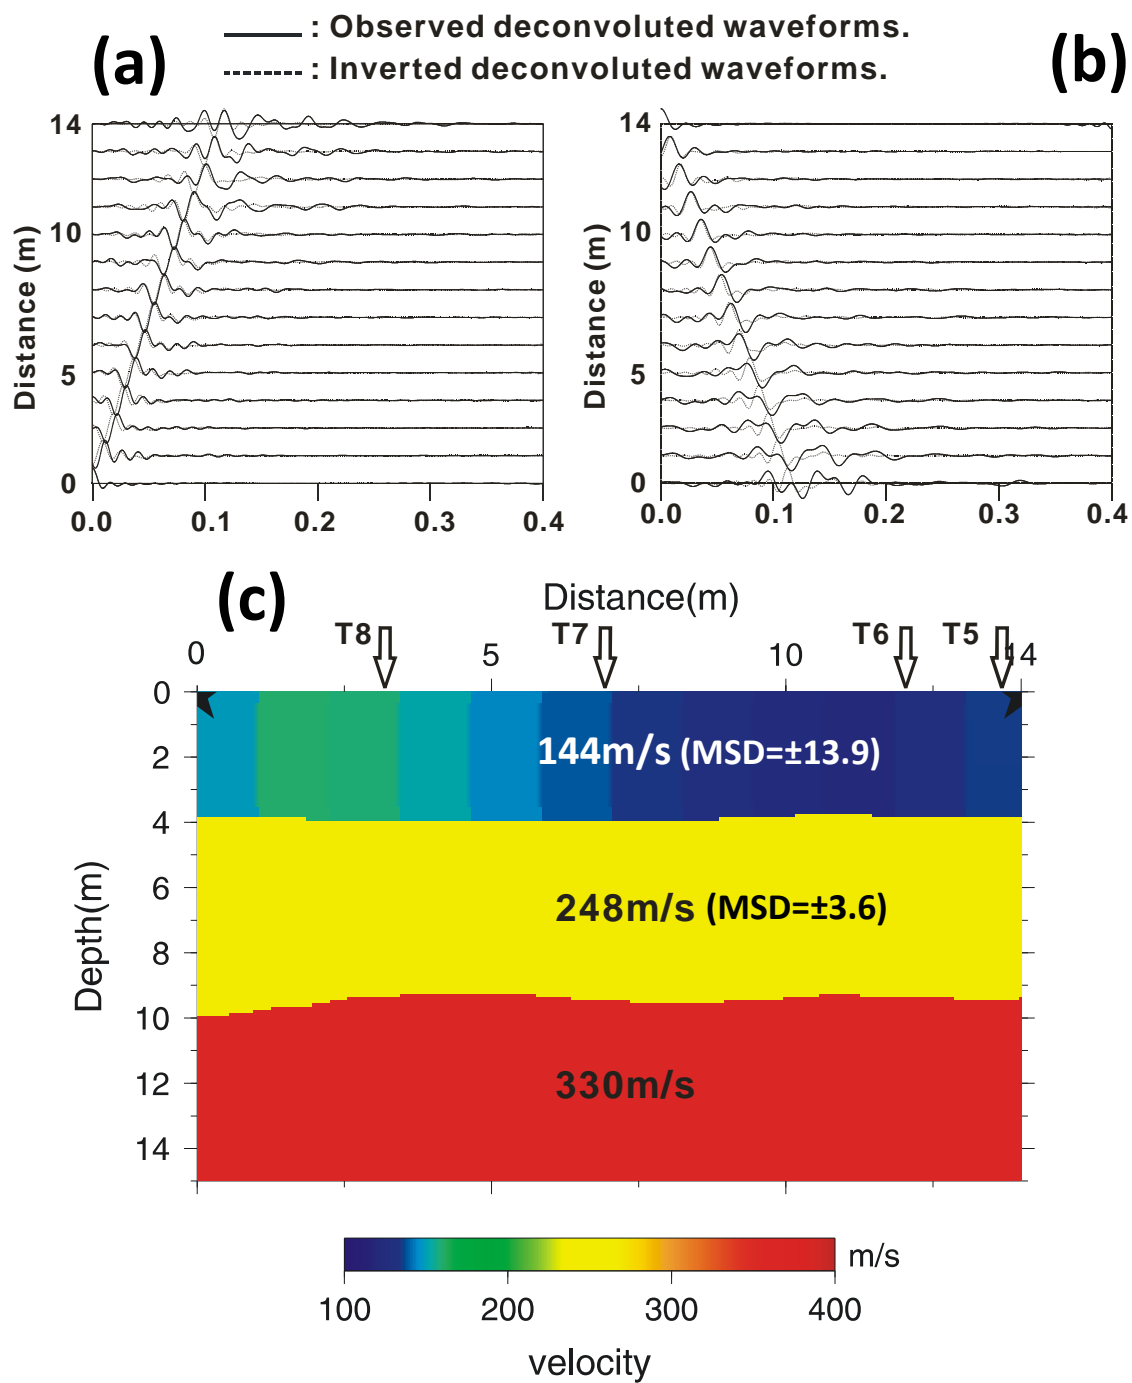 (a)
: Observed deconvoluted waveforms.
: Inverted deconvoluted waveforms.
(b)
Distance (m)
14
10
5
0
0.0 0.1 0.2 0.3 0.4
Distance (m)
14
10
5
0
0.0 0.1 0.2 0.3 0.4
(c)
Distance(m)
T8 T7 T6 T5
0 5 10 14
Depth(m)
0
2
4
6
8
10
12
14
144m/s (MSD=±13.9)
248m/s (MSD=±3.6)
330m/s
m/s
100 200 300 400
velocity